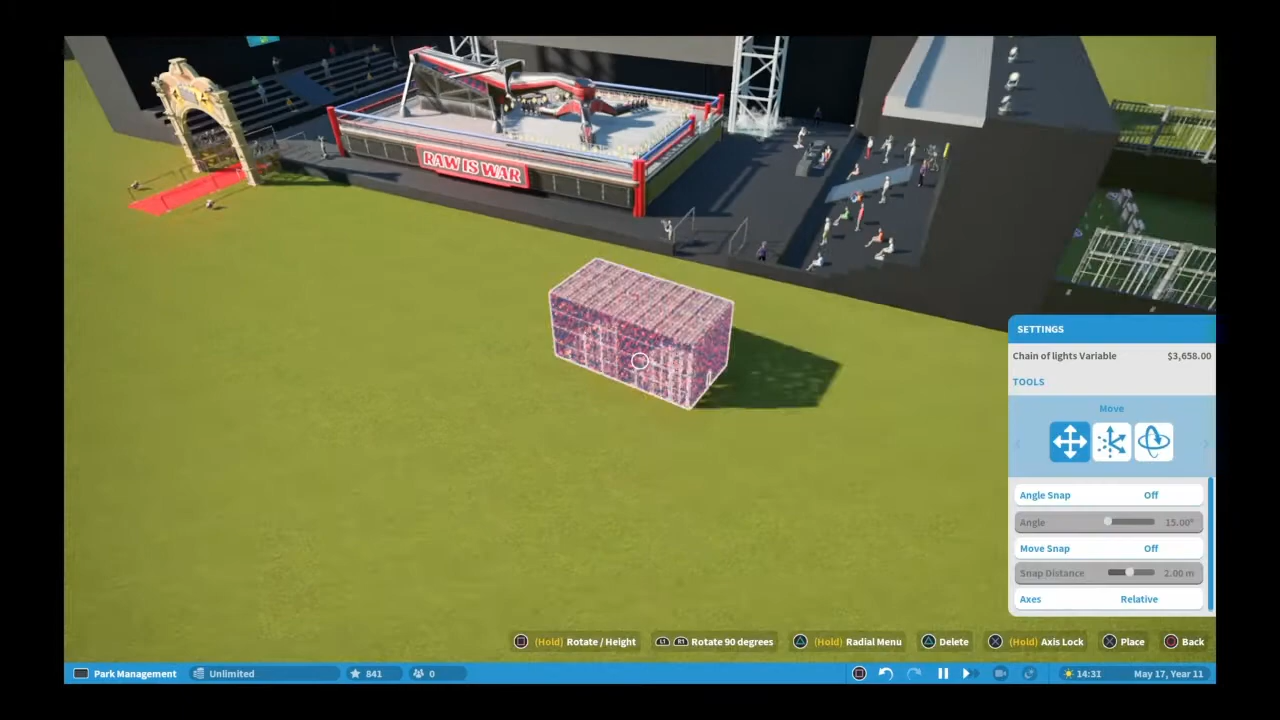 RAW IS WAR
SETTINGS
Chain of lights Variable $3,658.00
TOOLS
Move
Angle Snap Off
Angle 15.00°
Move Snap Off
Snap Distance 2.00 m
Axes Relative
(Hold) Rotate / Height L1 R1 Rotate 90 degrees (Hold) Radial Menu Delete (Hold) Axis Lock Place Back
Park Management Unlimited 841 0 14:31 May 17, Year 11